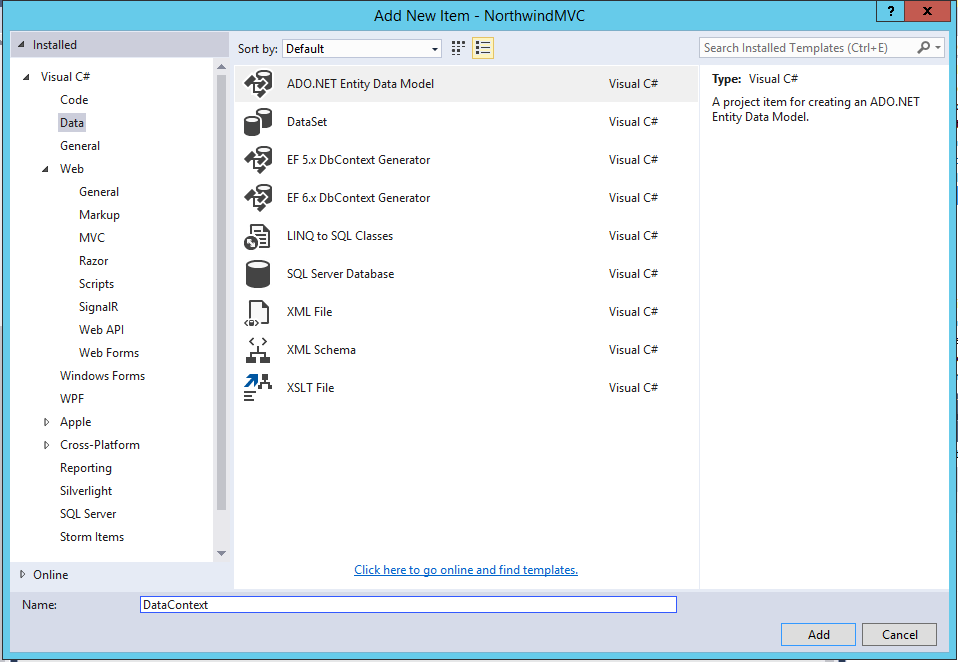 Add New Item - NorthwindMVC
?
x
Installed
Sort by: Default
Search Installed Templates (Ctrl+E)
Visual C#
Code
Data
General
Web
General
Markup
MVC
Razor
Scripts
SignalR
Web API
Web Forms
Windows Forms
WPF
Apple
Cross-Platform
Reporting
Silverlight
SQL Server
Storm Items
Online
ADO.NET Entity Data Model Visual C#
DataSet Visual C#
EF 5.x DbContext Generator Visual C#
EF 6.x DbContext Generator Visual C#
LINQ to SQL Classes Visual C#
SQL Server Database Visual C#
XML File Visual C#
XML Schema Visual C#
XSLT File Visual C#
Click here to go online and find templates.
Type: Visual C#
A project item for creating an ADO.NET
Entity Data Model.
Name: DataContext
Add Cancel